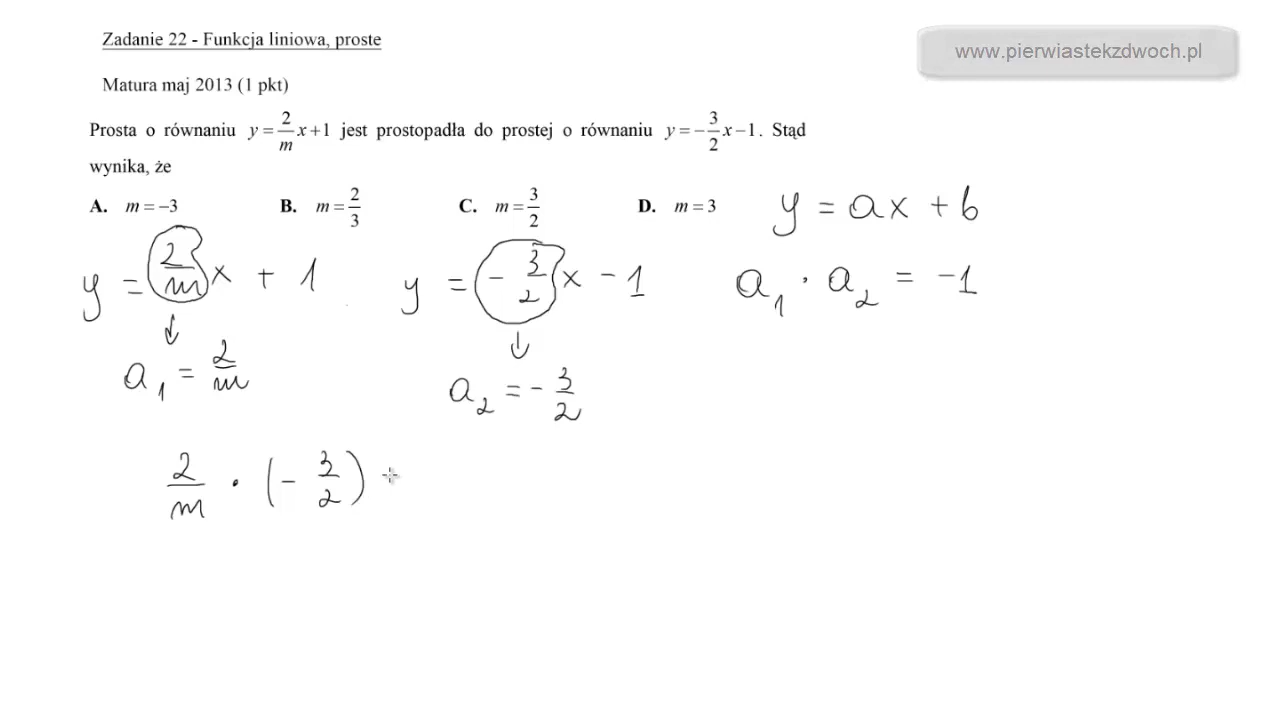 Zadanie 22 - Funkcja liniowa, proste
www.pierwiastekzdwoch.pl
Matura maj 2013 (1 pkt)
Prosta o równaniu y = 2/m x + 1 jest prostopadła do prostej o równaniu y = -3/2 x - 1. Stąd
wynika, że
A. m = -3 B. m = 2/3 C. m = 3/2 D. m = 3
y = ax + b
y = 2/m x + 1 y = -3/2 x - 1 a₁ · a₂ = -1
a₁ = 2/m a₂ = -3/2
2/m · (-3/2)